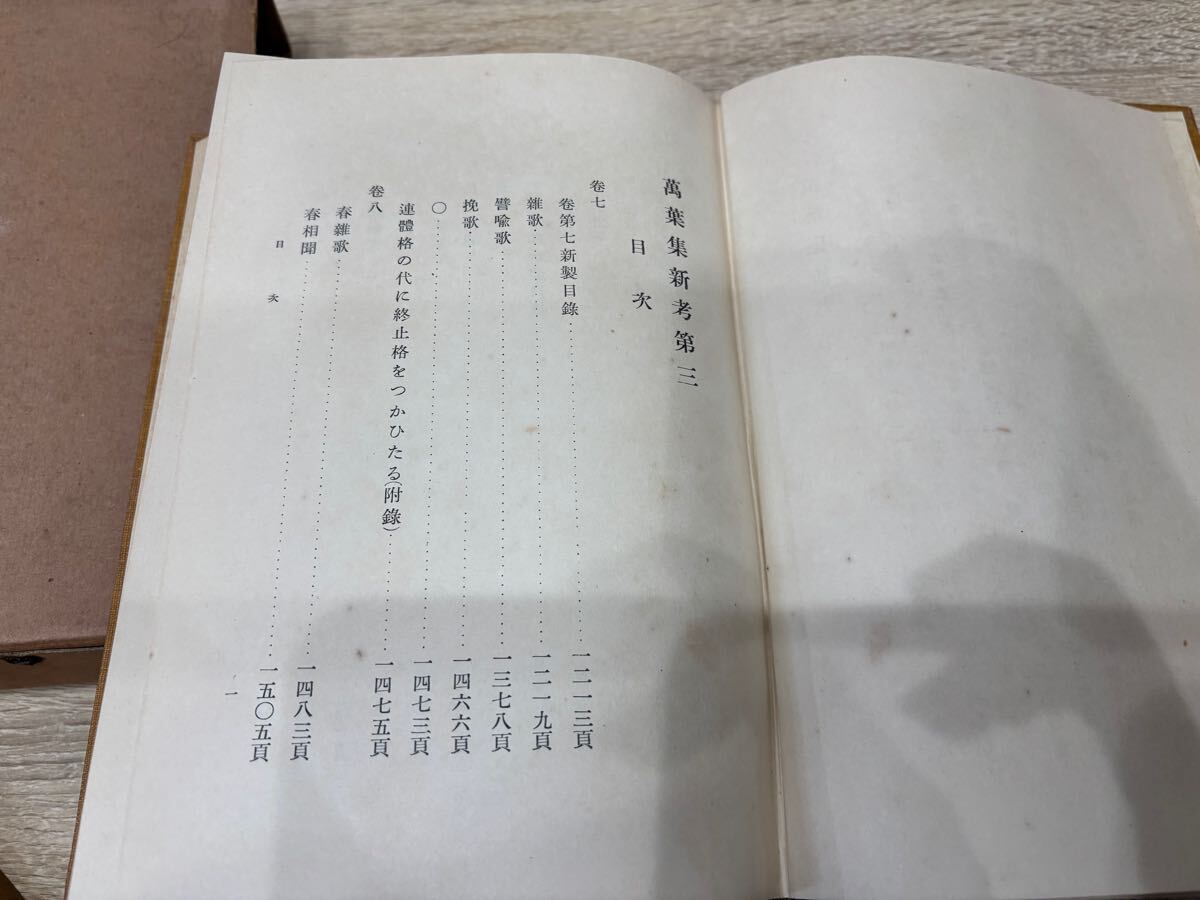 萬葉集新考第三
目次
卷七
卷第七新製目錄…………一二一三頁
雜歌…………一二一九頁
譬喩歌…………一三七八頁
挽歌…………一四六六頁
〇…………一四七三頁
連體格の代に終止格をつかひたる(附錄)…………一四七五頁
卷八
春雜歌…………一四八三頁
春相聞…………一五〇五頁
目次
一